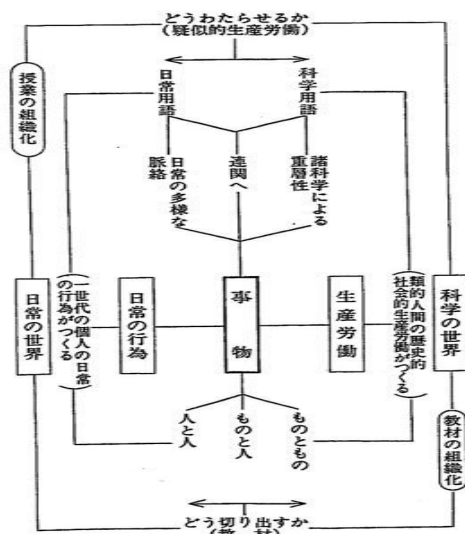 どうわたらせるか
(疑似的生産労働)
授業の組織化
日常用語
科学用語
日常の多様な
脈絡
連関へ
諸科学による
重層性
日常の世界
(一世代の個人の日常
の行為がつくる)
日常の行為
事物
生産労働
(類的人間の歴史的
社会的生産労働がつくる)
科学の世界
人と人
ものと人
ものともの
教材の組織化
どう切り出すか
(教材)